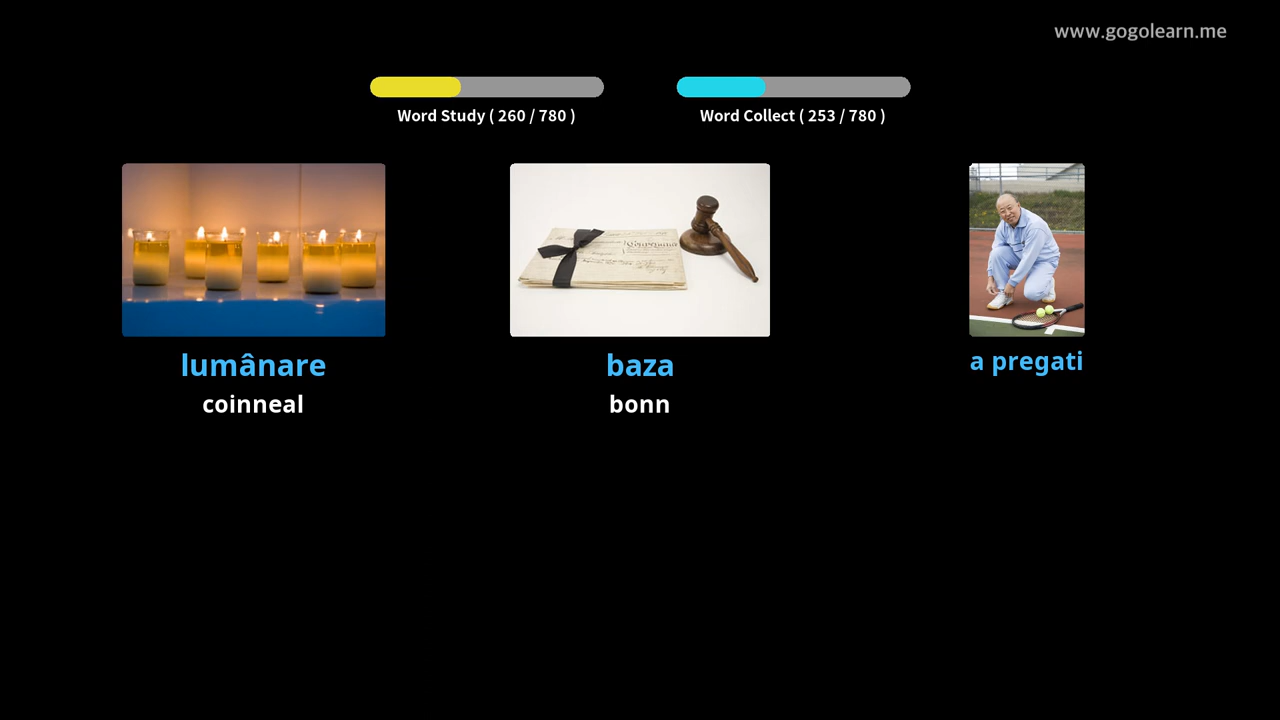 www.gogolearn.me
Word Study ( 260 / 780 )
Word Collect ( 253 / 780 )
lumânare
coinneal
baza
bonn
a pregati